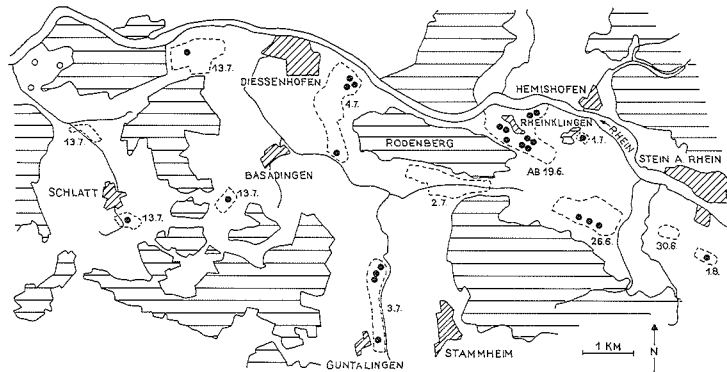 13.7.
DIESSENHOFEN
4.7.
HEMISHOFEN
RHEINKLINGEN
1.7.
RHEIN
13.7
RODENBERG
AB 19.6.
STEIN A RHEIN
BASADINGEN
SCHLATT
13.7.
13.7.
2.7.
26.6.
30.6.
1.8.
3.7.
GUNTALINGEN
STAMMHEIM
1 KM
N